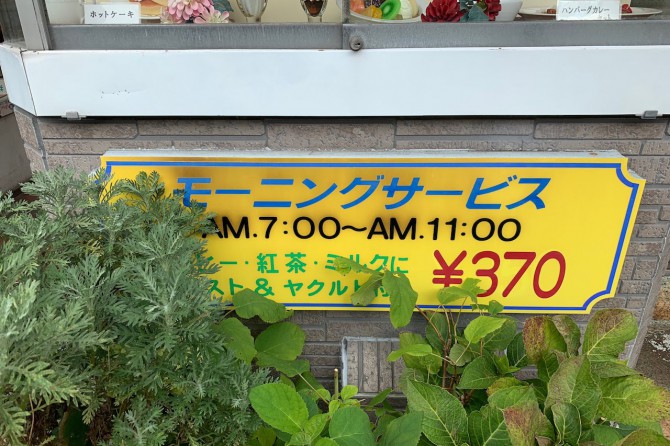 ホットケーキ
ハンバーグカレー
モーニングサービス
AM.7:00〜AM.11:00
ー・紅茶・ミルクに
スト & ヤクルト
¥370